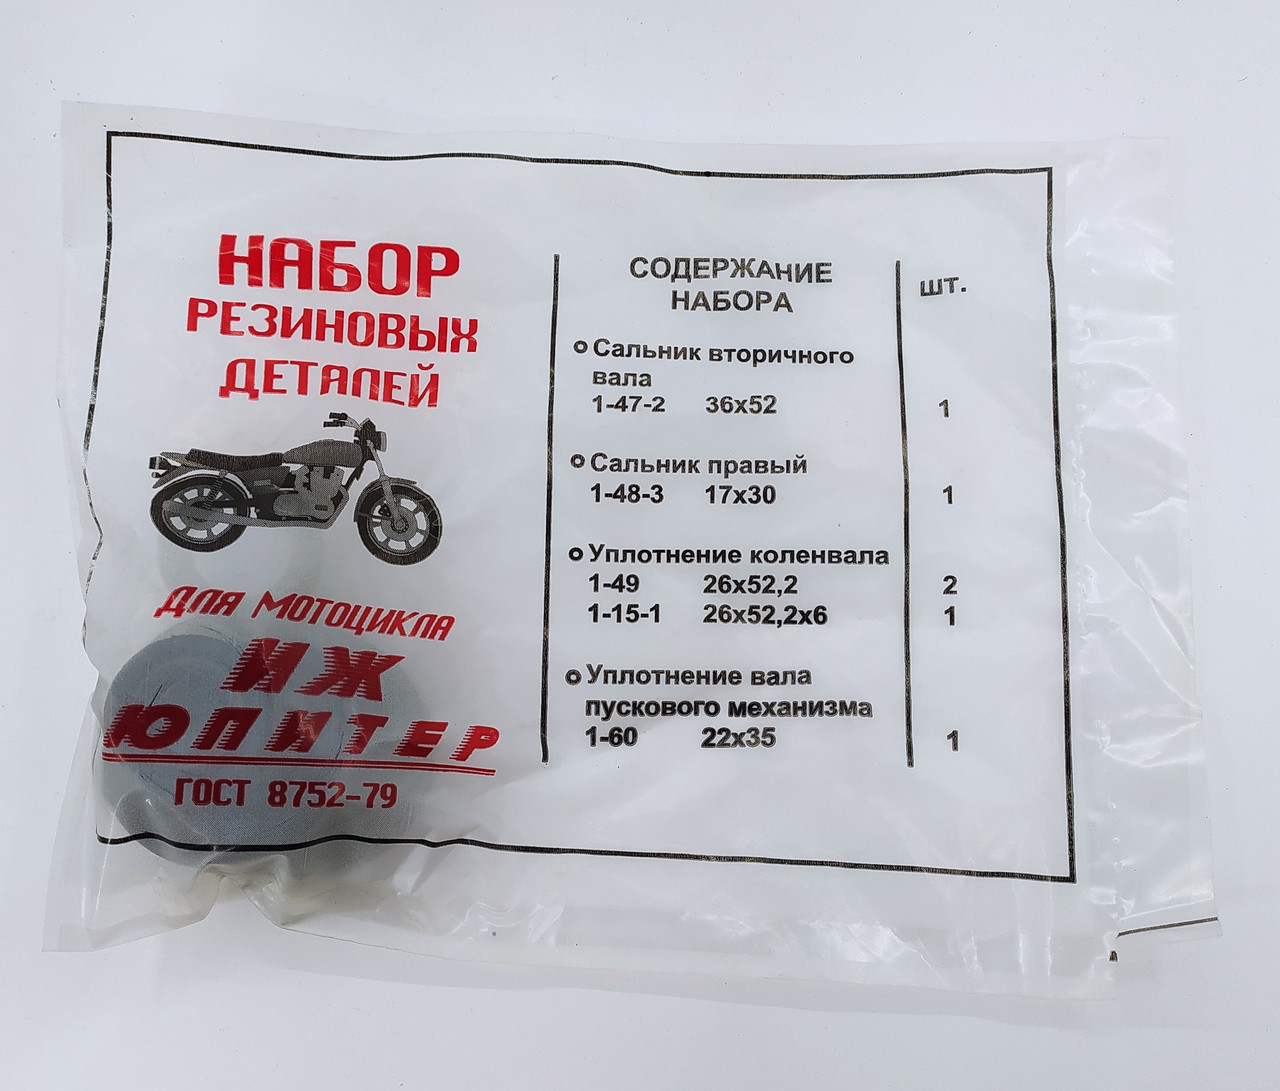 НАБОР
РЕЗИНОВЫХ
ДЕТАЛЕЙ
ДЛЯ МОТОЦИКЛА
ИЖ
ЮПИТЕР
ГОСТ 8752-79
СОДЕРЖАНИЕ
НАБОРА
шт.
Сальник вторичного
вала
1-47-2 36х52 1
Сальник правый
1-48-3 17х30 1
Уплотнение коленвала
1-49 26х52,2 2
1-15-1 26х52,2х6 1
Уплотнение вала
пускового механизма
1-60 22х35 1